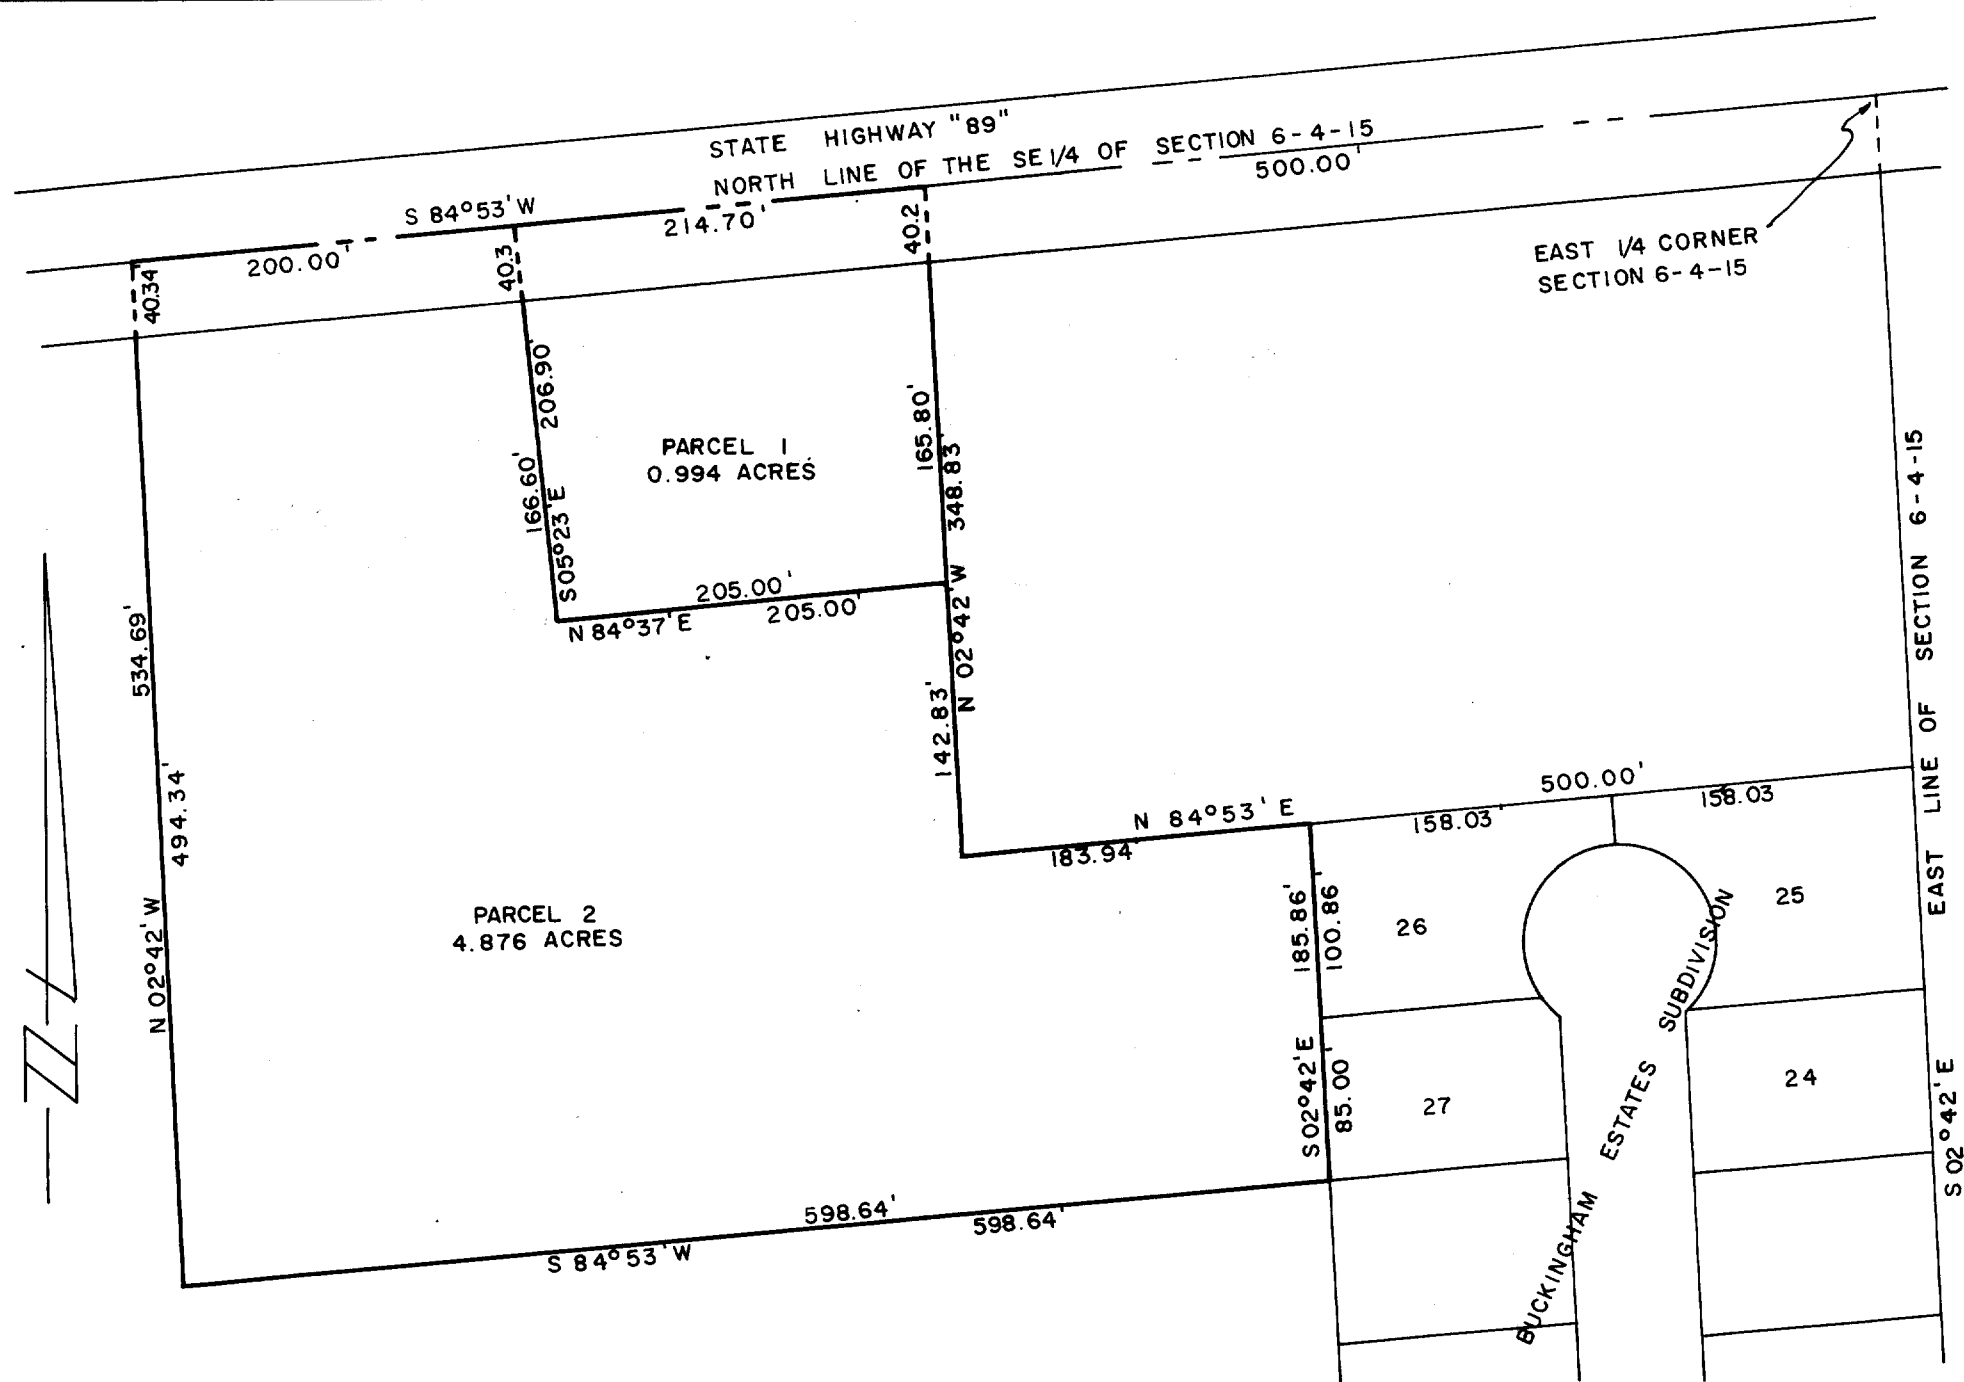 STATE HIGHWAY "89"
NORTH LINE OF THE SE 1/4 OF SECTION 6-4-15
500.00'
S 84°53'W
214.70'
200.00'
40.34
40.3
40.2
EAST 1/4 CORNER
SECTION 6-4-15
206.90'
166.60'
S 05°23'E
PARCEL 1
0.994 ACRES
165.80'
348.83'
N 02°42'W
205.00'
205.00'
N 84°37'E
142.83'
534.69'
494.34'
N 02°42'W
N 84°53'E
183.94'
500.00'
158.03'
158.03'
EAST LINE OF SECTION 6-4-15
S 02°42'E
PARCEL 2
4.876 ACRES
185.86'
100.86'
S 02°42'E
85.00'
26
25
27
24
BUCKINGHAM ESTATES SUBDIVISION
598.64'
598.64'
S 84°53'W
N